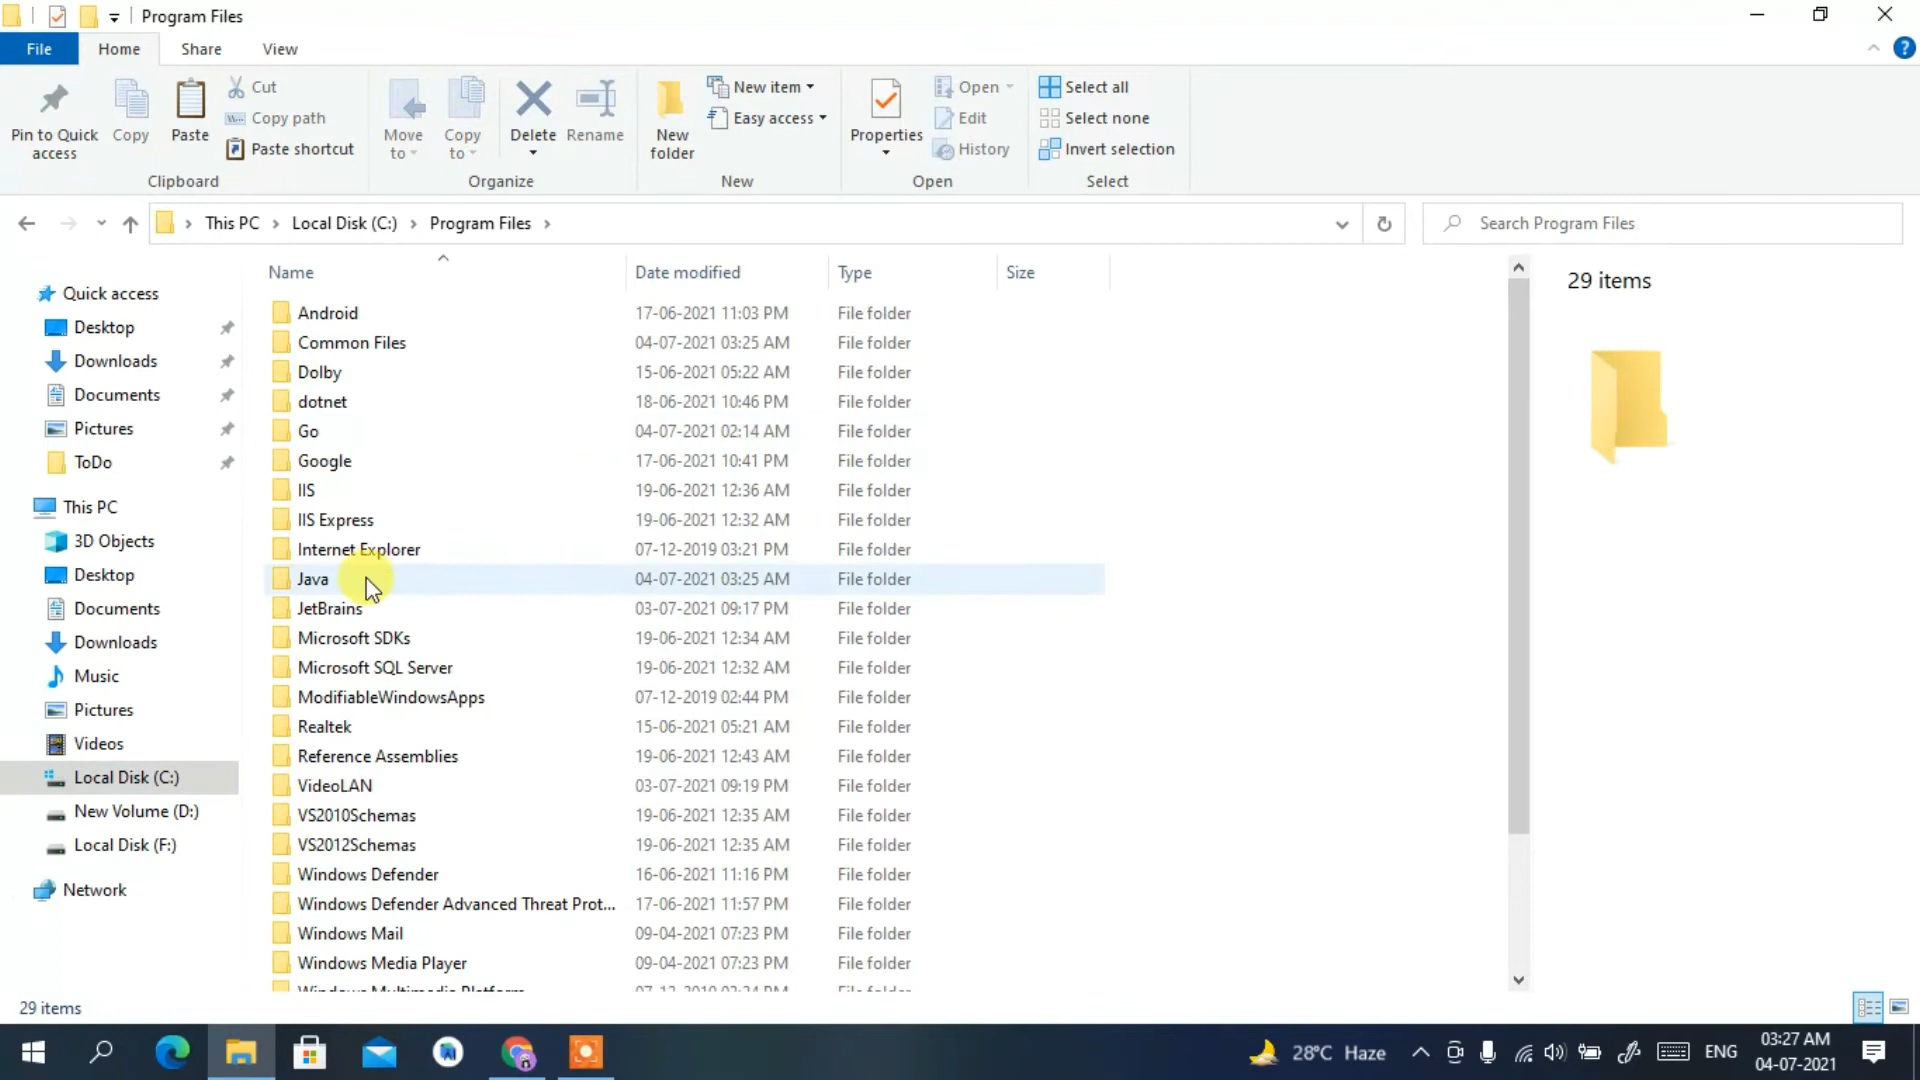 Program Files
File Home Share View
Pin to Quick access
Copy
Paste
Cut
Copy path
Paste shortcut
Clipboard
Move to
Copy to
Delete
Rename
Organize
New folder
New item
Easy access
New
Properties
Open
Edit
History
Open
Select all
Select none
Invert selection
Select
This PC Local Disk (C:) Program Files
Search Program Files
Quick access
Desktop
Downloads
Documents
Pictures
ToDo
This PC
3D Objects
Desktop
Documents
Downloads
Music
Pictures
Videos
Local Disk (C:)
New Volume (D:)
Local Disk (F:)
Network
Name Date modified Type Size
Android 17-06-2021 11:03 PM File folder
Common Files 04-07-2021 03:25 AM File folder
Dolby 15-06-2021 05:22 AM File folder
dotnet 18-06-2021 10:46 PM File folder
Go 04-07-2021 02:14 AM File folder
Google 17-06-2021 10:41 PM File folder
IIS 19-06-2021 12:36 AM File folder
IIS Express 19-06-2021 12:32 AM File folder
Internet Explorer 07-12-2019 03:21 PM File folder
Java 04-07-2021 03:25 AM File folder
JetBrains 03-07-2021 09:17 PM File folder
Microsoft SDKs 19-06-2021 12:34 AM File folder
Microsoft SQL Server 19-06-2021 12:32 AM File folder
ModifiableWindowsApps 07-12-2019 02:44 PM File folder
Realtek 15-06-2021 05:21 AM File folder
Reference Assemblies 19-06-2021 12:43 AM File folder
VideoLAN 03-07-2021 09:19 PM File folder
VS2010Schemas 19-06-2021 12:35 AM File folder
VS2012Schemas 19-06-2021 12:35 AM File folder
Windows Defender 16-06-2021 11:16 PM File folder
Windows Defender Advanced Threat Prot... 17-06-2021 11:57 PM File folder
Windows Mail 09-04-2021 07:23 PM File folder
Windows Media Player 09-04-2021 07:23 PM File folder
Windows Multimedia Platform
29 items
29 items
28°C Haze
ENG
03:27 AM
04-07-2021